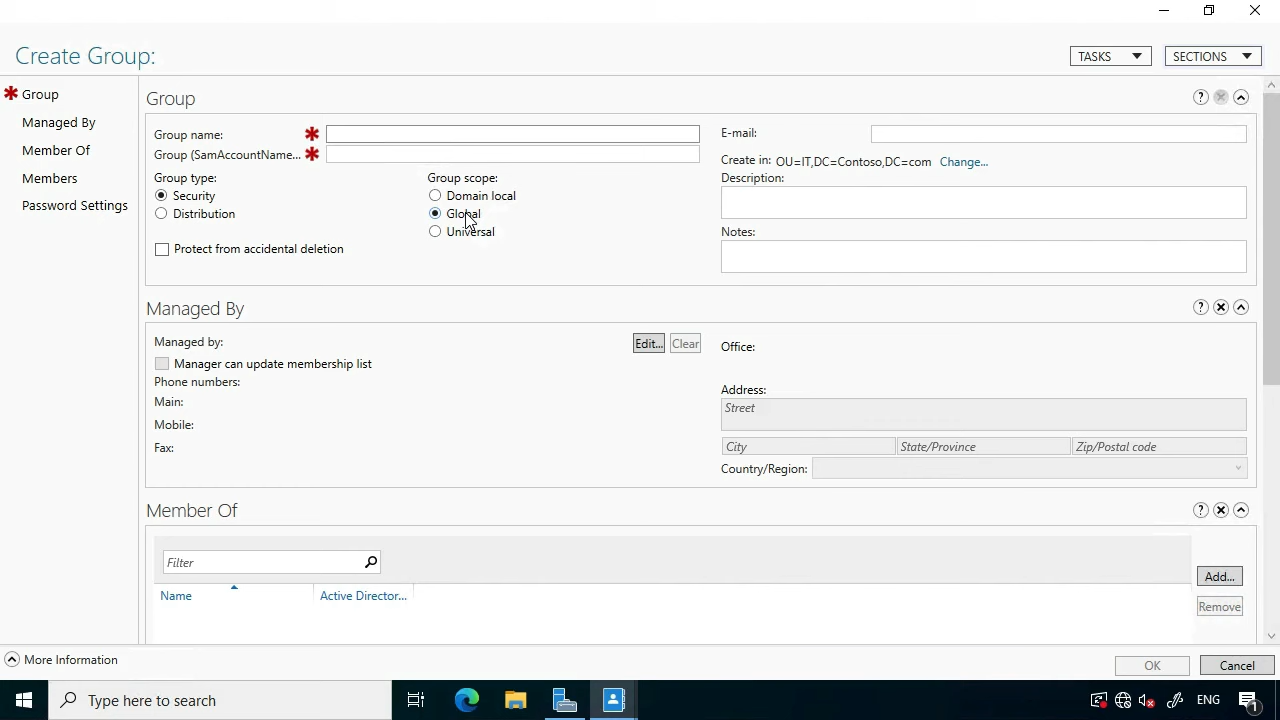 Create Group:
TASKS
SECTIONS
Group
Managed By
Member Of
Members
Password Settings
Group
Group name:
Group (SamAccountName...
Group type:
Security
Distribution
Protect from accidental deletion
Group scope:
Domain local
Global
Universal
E-mail:
Create in: OU=IT,DC=Contoso,DC=com Change...
Description:
Notes:
Managed By
Managed by:
Edit...
Clear
Manager can update membership list
Phone numbers:
Main:
Mobile:
Fax:
Office:
Address:
Street
City
State/Province
Zip/Postal code
Country/Region:
Member Of
Filter
Name
Active Director...
Add...
Remove
More Information
OK
Cancel
Type here to search
ENG
1